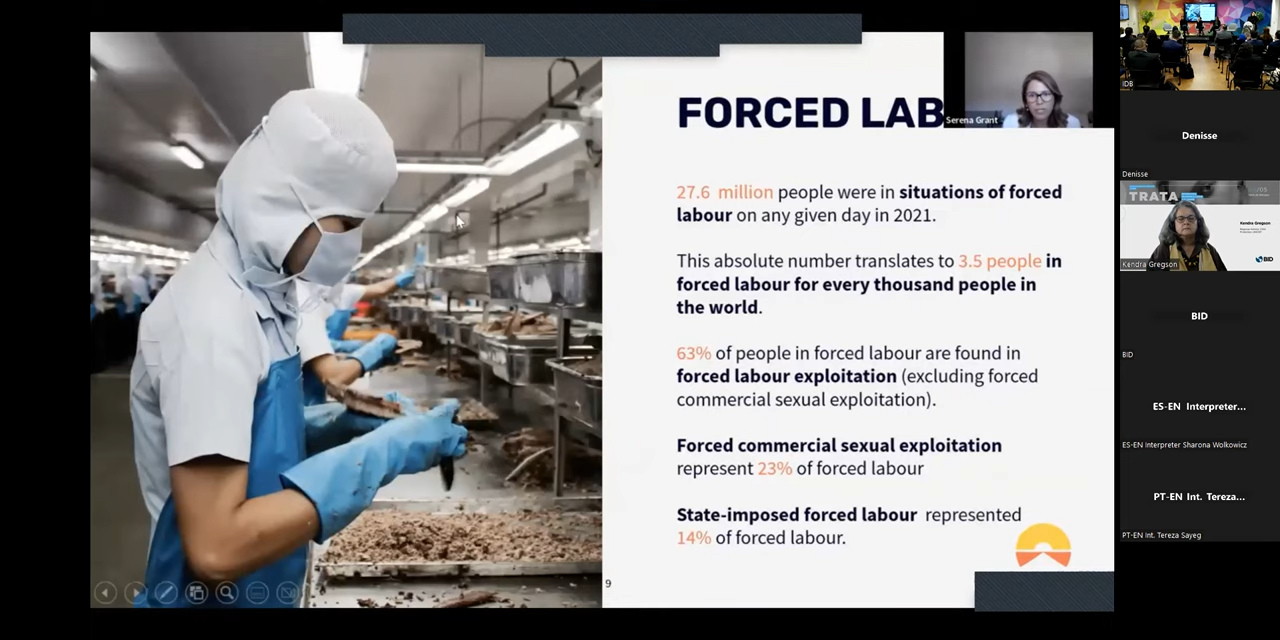 FORCED LAB
27.6 million people were in situations of forced
labour on any given day in 2021.
This absolute number translates to 3.5 people in
forced labour for every thousand people in
the world.
63% of people in forced labour are found in
forced labour exploitation (excluding forced
commercial sexual exploitation).
Forced commercial sexual exploitation
represent 23% of forced labour
State-imposed forced labour represented
14% of forced labour.
9
Serena Grant
IDB
Denisse
Denisse
TRATA
Kendra Gregson
BID
Kendra Gregson
BID
BID
ES-EN Interpreter...
ES-EN Interpreter Sharona Wolkowicz
PT-EN Int. Tereza...
PT-EN Int. Tereza Sayeg